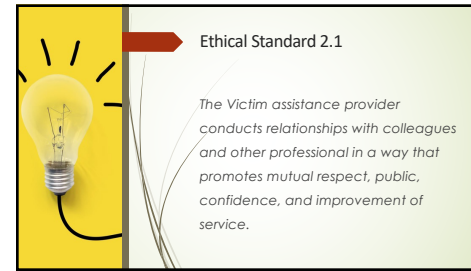 Ethical Standard 2.1
The Victim assistance provider
conducts relationships with colleagues
and other professional in a way that
promotes mutual respect, public,
confidence, and improvement of
service.